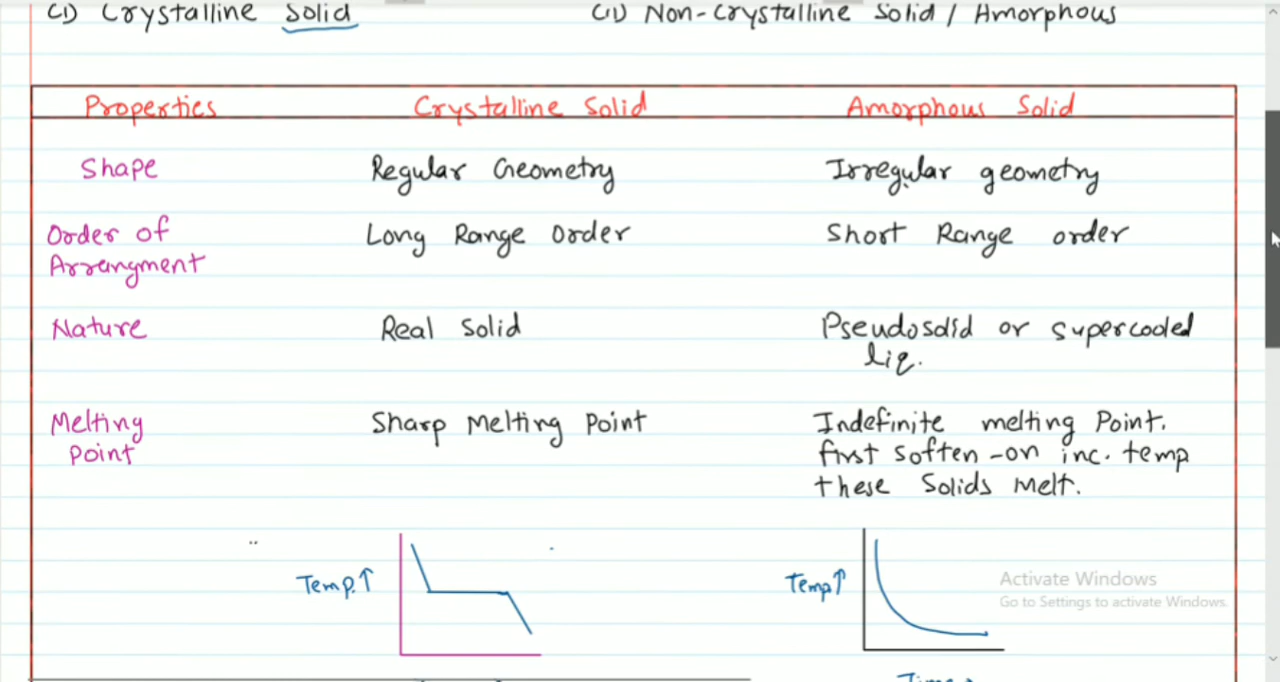 (I) Crystalline Solid (II) Non-Crystalline Solid / Amorphous
Properties Crystalline Solid Amorphous Solid
Shape Regular Geometry Irregular geometry
Order of Long Range Order Short Range order
Arrangment
Nature Real Solid Pseudosolid or supercooled
liq.
Melting Sharp Melting Point Indefinite melting Point.
Point first soften -on inc. temp
these Solids Melt.
Temp.↑ Temp↑
Activate Windows
Go to Settings to activate Windows.